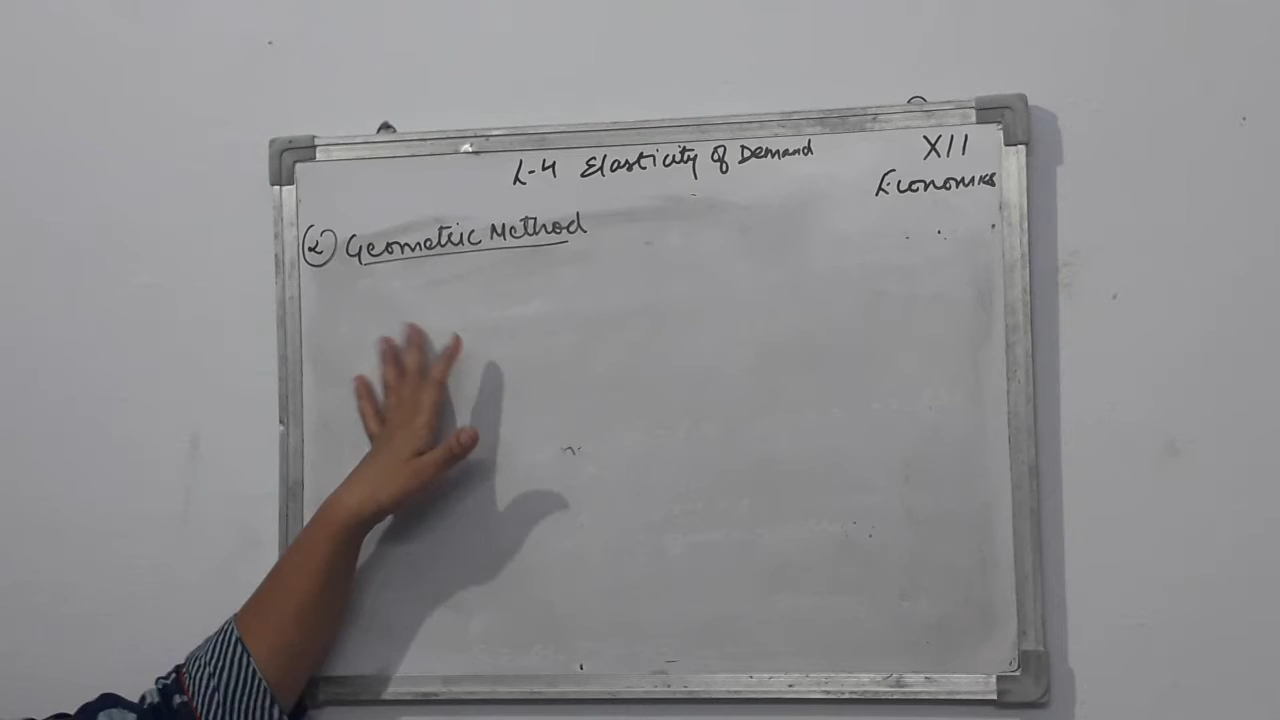 L-4 Elasticity of Demand
XII
Economics
(2) Geometric Method